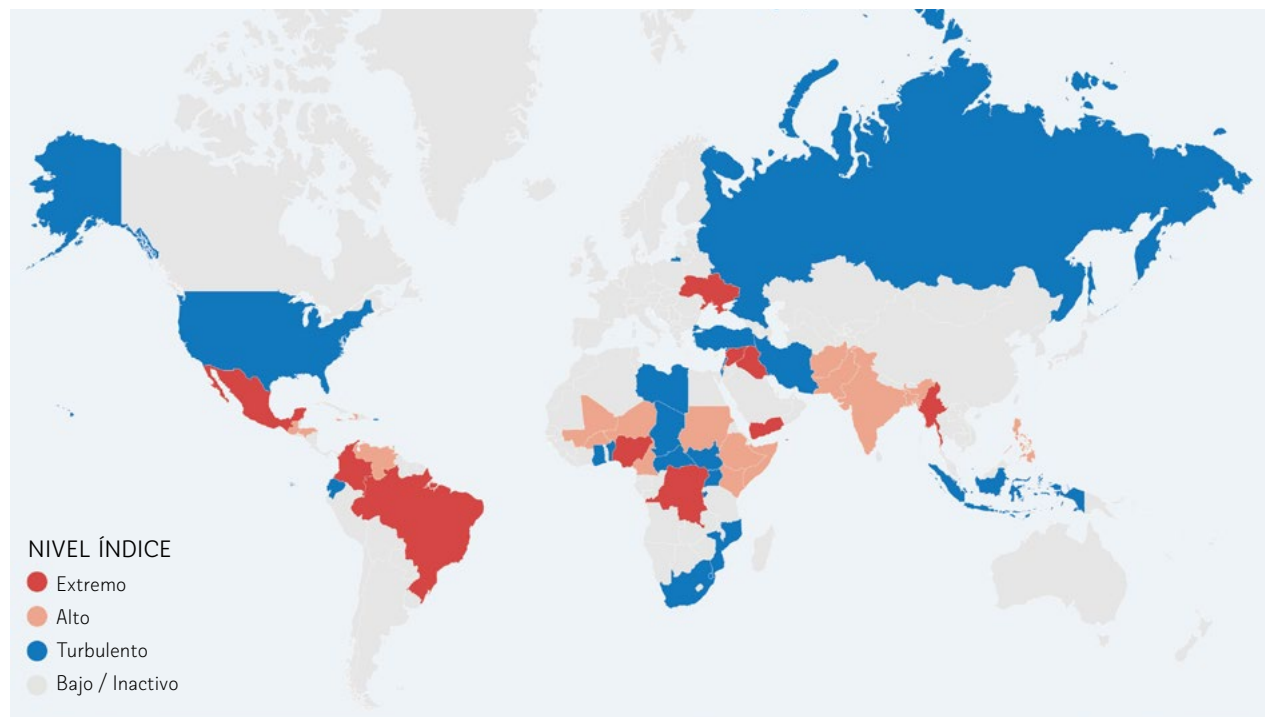 NIVEL ÍNDICE
Extremo
Alto
Turbulento
Bajo / Inactivo